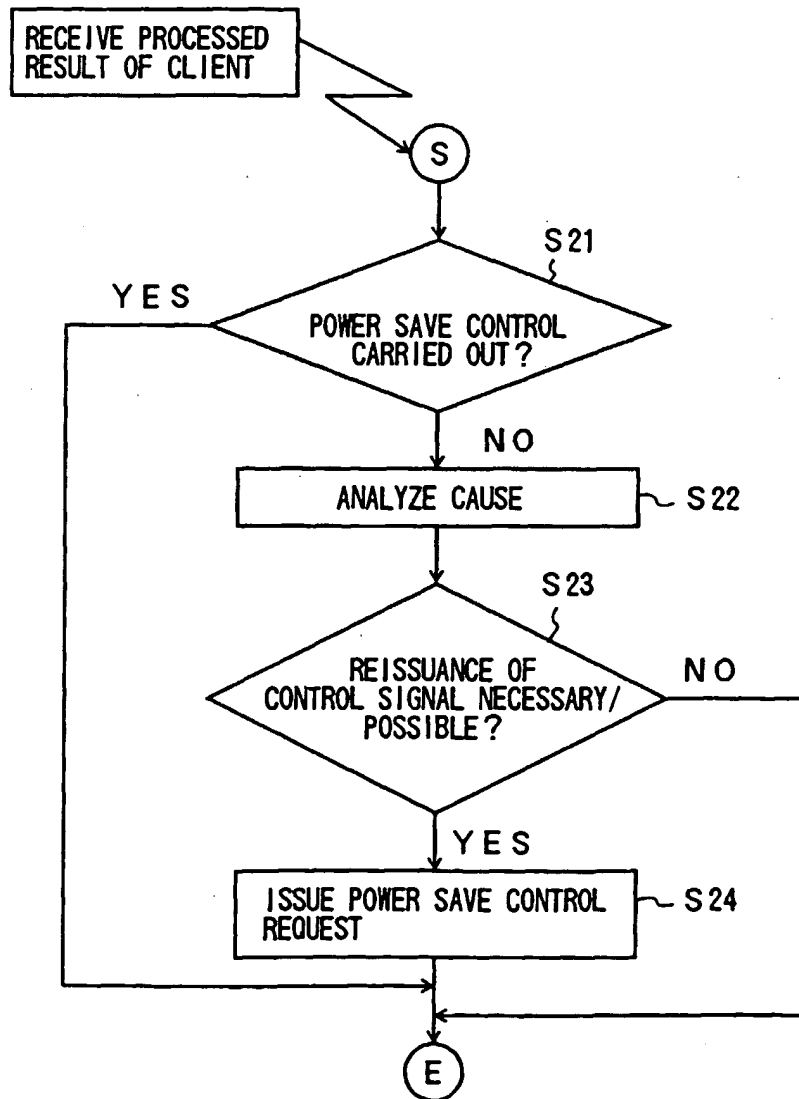 RECEIVE PROCESSED
RESULT OF CLIENT
S
S21
YES
POWER SAVE CONTROL
CARRIED OUT?
NO
ANALYZE CAUSE
S22
S23
REISSUANCE OF
CONTROL SIGNAL NECESSARY/
POSSIBLE?
NO
YES
ISSUE POWER SAVE CONTROL
REQUEST
S24
E